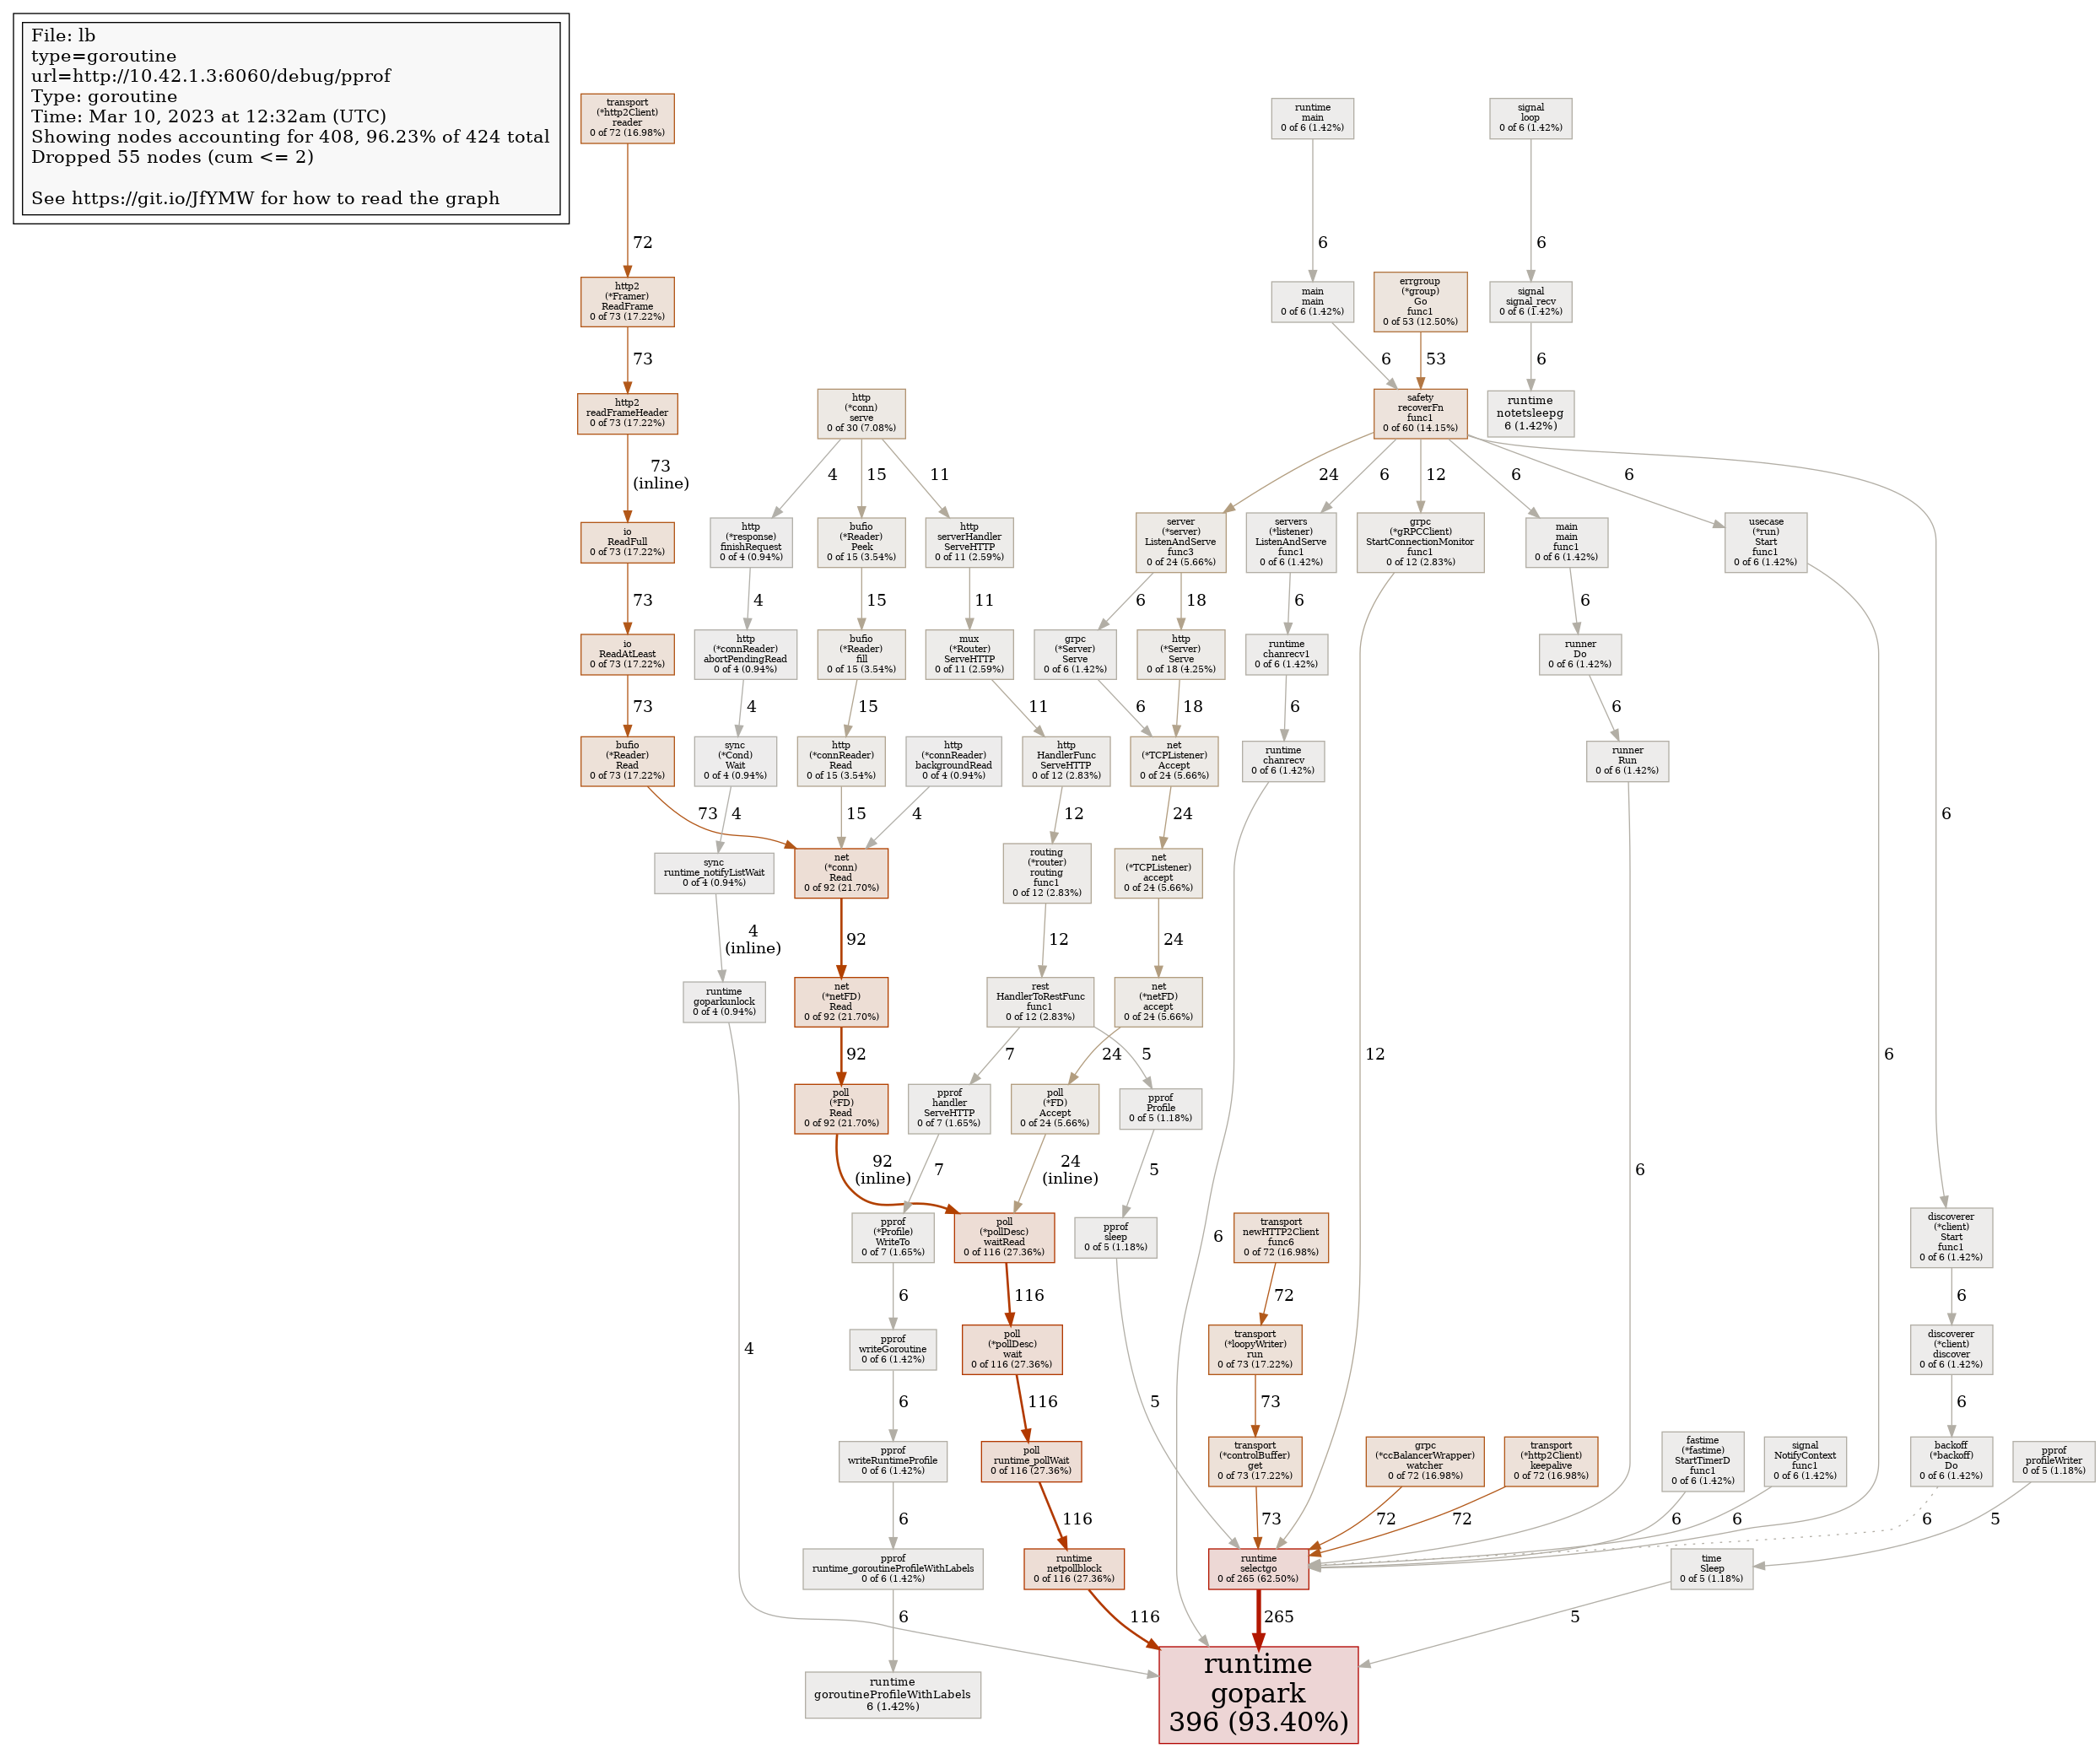 File: lb
type=goroutine
url=http://10.42.1.3:6060/debug/pprof
Type: goroutine
Time: Mar 10, 2023 at 12:32am (UTC)
Showing nodes accounting for 408, 96.23% of 424 total
Dropped 55 nodes (cum <= 2)
See https://git.io/JfYMW for how to read the graph
transport
(*http2Client)
reader
0 of 72 (16.98%)
runtime
main
0 of 6 (1.42%)
signal
loop
0 of 6 (1.42%)
72
6
6
http2
(*Framer)
ReadFrame
0 of 73 (17.22%)
main
main
0 of 6 (1.42%)
errgroup
(*group)
Go
func1
0 of 53 (12.50%)
signal
signal_recv
0 of 6 (1.42%)
73
6
53
6
http2
readFrameHeader
0 of 73 (17.22%)
http
(*conn)
serve
0 of 30 (7.08%)
safety
recoverFn
func1
0 of 60 (14.15%)
runtime
notetsleepg
6 (1.42%)
73
(inline)
4
15
11
24
6
12
6
6
6
io
ReadFull
0 of 73 (17.22%)
http
(*response)
finishRequest
0 of 4 (0.94%)
bufio
(*Reader)
Peek
0 of 15 (3.54%)
http
serverHandler
ServeHTTP
0 of 11 (2.59%)
server
(*server)
ListenAndServe
func3
0 of 24 (5.66%)
servers
(*listener)
ListenAndServe
func1
0 of 6 (1.42%)
grpc
(*gRPCClient)
StartConnectionMonitor
func1
0 of 12 (2.83%)
main
main
func1
0 of 6 (1.42%)
usecase
(*run)
Start
func1
0 of 6 (1.42%)
73
4
15
11
6
18
6
12
6
6
io
ReadAtLeast
0 of 73 (17.22%)
http
(*connReader)
abortPendingRead
0 of 4 (0.94%)
bufio
(*Reader)
fill
0 of 15 (3.54%)
mux
(*Router)
ServeHTTP
0 of 11 (2.59%)
grpc
(*Server)
Serve
0 of 6 (1.42%)
http
(*Server)
Serve
0 of 18 (4.25%)
runtime
chanrecv1
0 of 6 (1.42%)
runner
Do
0 of 6 (1.42%)
73
4
15
11
6
18
6
6
bufio
(*Reader)
Read
0 of 73 (17.22%)
sync
(*Cond)
Wait
0 of 4 (0.94%)
http
(*connReader)
Read
0 of 15 (3.54%)
http
(*connReader)
backgroundRead
0 of 4 (0.94%)
http
HandlerFunc
ServeHTTP
0 of 12 (2.83%)
net
(*TCPListener)
Accept
0 of 24 (5.66%)
runtime
chanrecv
0 of 6 (1.42%)
runner
Run
0 of 6 (1.42%)
73
4
15
4
12
24
6
6
sync
runtime_notifyListWait
0 of 4 (0.94%)
net
(*conn)
Read
0 of 92 (21.70%)
routing
(*router)
routing
func1
0 of 12 (2.83%)
net
(*TCPListener)
accept
0 of 24 (5.66%)
4
(inline)
92
12
24
runtime
goparkunlock
0 of 4 (0.94%)
net
(*netFD)
Read
0 of 92 (21.70%)
rest
HandlerToRestFunc
func1
0 of 12 (2.83%)
net
(*netFD)
accept
0 of 24 (5.66%)
4
92
7
5
24
poll
(*FD)
Read
0 of 92 (21.70%)
pprof
handler
ServeHTTP
0 of 7 (1.65%)
poll
(*FD)
Accept
0 of 24 (5.66%)
pprof
Profile
0 of 5 (1.18%)
92
(inline)
7
24
(inline)
5
pprof
(*Profile)
WriteTo
0 of 7 (1.65%)
poll
(*pollDesc)
waitRead
0 of 116 (27.36%)
pprof
sleep
0 of 5 (1.18%)
transport
newHTTP2Client
func6
0 of 72 (16.98%)
discoverer
(*client)
Start
func1
0 of 6 (1.42%)
6
116
5
72
6
pprof
writeGoroutine
0 of 6 (1.42%)
poll
(*pollDesc)
wait
0 of 116 (27.36%)
transport
(*loopyWriter)
run
0 of 73 (17.22%)
discoverer
(*client)
discover
0 of 6 (1.42%)
6
116
73
6
pprof
writeRuntimeProfile
0 of 6 (1.42%)
poll
runtime_pollWait
0 of 116 (27.36%)
transport
(*controlBuffer)
get
0 of 73 (17.22%)
grpc
(*ccBalancerWrapper)
watcher
0 of 72 (16.98%)
transport
(*http2Client)
keepalive
0 of 72 (16.98%)
fastime
(*fastime)
StartTimerD
func1
0 of 6 (1.42%)
signal
NotifyContext
func1
0 of 6 (1.42%)
backoff
(*backoff)
Do
0 of 6 (1.42%)
pprof
profileWriter
0 of 5 (1.18%)
6
116
73
72
72
6
6
6
5
pprof
runtime_goroutineProfileWithLabels
0 of 6 (1.42%)
runtime
netpollblock
0 of 116 (27.36%)
runtime
selectgo
0 of 265 (62.50%)
time
Sleep
0 of 5 (1.18%)
6
116
265
5
runtime
goroutineProfileWithLabels
6 (1.42%)
runtime
gopark
396 (93.40%)